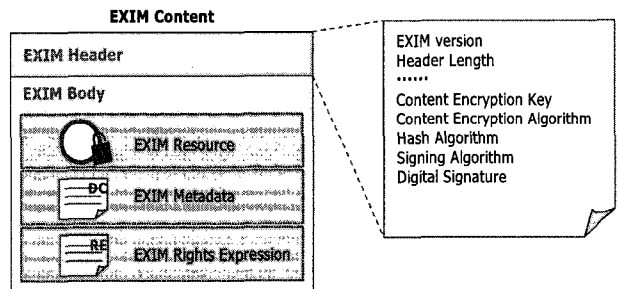 EXIM Content
EXIM Header
EXIM Body
EXIM Resource
DC
EXIM Metadata
RE
EXIM Rights Expression
EXIM version
Header Length
••••••
Content Encryption Key
Content Encryption Algorithm
Hash Algorithm
Signing Algorithm
Digital Signature